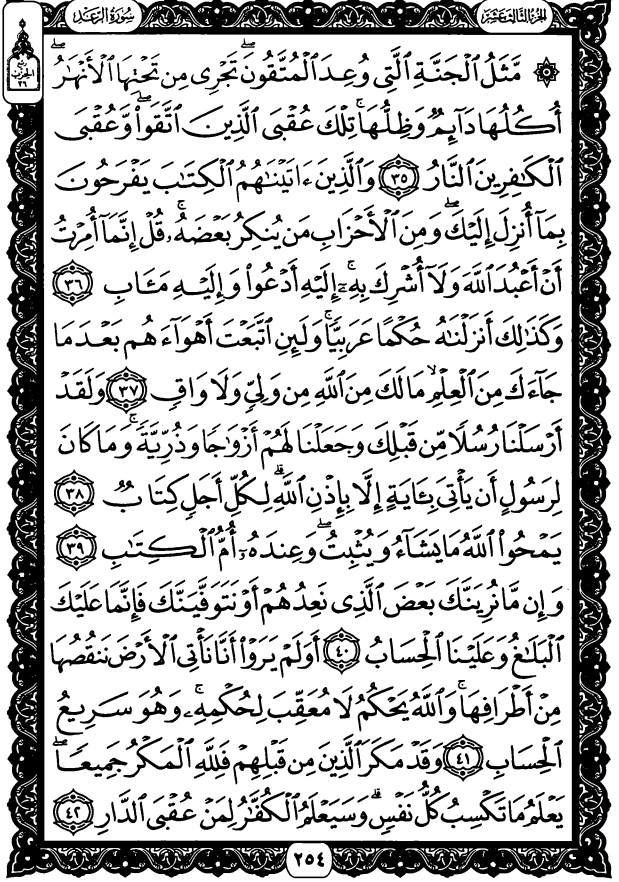 الجزء الثالث عشر
سورة الرعد
ربع
الحزب
٢٦
۞ مَّثَلُ ٱلْجَنَّةِ ٱلَّتِي وُعِدَ ٱلْمُتَّقُونَۖ تَجْرِي مِن تَحْتِهَا ٱلْأَنْهَٰرُۖ
أُكُلُهَا دَآئِمٌ وَظِلُّهَاۚ تِلْكَ عُقْبَى ٱلَّذِينَ ٱتَّقَوا۟ۖ وَّعُقْبَى
ٱلْكَٰفِرِينَ ٱلنَّارُ ٣٥ وَٱلَّذِينَ ءَاتَيْنَٰهُمُ ٱلْكِتَٰبَ يَفْرَحُونَ
بِمَآ أُنزِلَ إِلَيْكَۖ وَمِنَ ٱلْأَحْزَابِ مَن يُنكِرُ بَعْضَهُۥۚ قُلْ إِنَّمَآ أُمِرْتُ
أَنْ أَعْبُدَ ٱللَّهَ وَلَآ أُشْرِكَ بِهِۦٓۚ إِلَيْهِ أَدْعُوا۟ وَإِلَيْهِ مَـَٔابِ ٣٦
وَكَذَٰلِكَ أَنزَلْنَٰهُ حُكْمًا عَرَبِيًّاۚ وَلَئِنِ ٱتَّبَعْتَ أَهْوَآءَهُم بَعْدَمَا
جَآءَكَ مِنَ ٱلْعِلْمِ مَا لَكَ مِنَ ٱللَّهِ مِن وَلِيٍّ وَلَا وَاقٍ ٣٧ وَلَقَدْ
أَرْسَلْنَا رُسُلًا مِّن قَبْلِكَ وَجَعَلْنَا لَهُمْ أَزْوَٰجًا وَذُرِّيَّةًۚ وَمَا كَانَ
لِرَسُولٍ أَن يَأْتِيَ بِـَٔايَةٍ إِلَّا بِإِذْنِ ٱللَّهِۗ لِكُلِّ أَجَلٍ كِتَابٌ ٣٨
يَمْحُوا۟ ٱللَّهُ مَا يَشَآءُ وَيُثْبِتُۖ وَعِندَهُۥٓ أُمُّ ٱلْكِتَٰبِ ٣٩
وَإِن مَّا نُرِيَنَّكَ بَعْضَ ٱلَّذِي نَعِدُهُمْ أَوْ نَتَوَفَّيَنَّكَ فَإِنَّمَا عَلَيْكَ
ٱلْبَلَٰغُ وَعَلَيْنَا ٱلْحِسَابُ ٤٠ أَوَلَمْ يَرَوْا۟ أَنَّا نَأْتِي ٱلْأَرْضَ نَنقُصُهَا
مِنْ أَطْرَافِهَاۚ وَٱللَّهُ يَحْكُمُ لَا مُعَقِّبَ لِحُكْمِهِۦۚ وَهُوَ سَرِيعُ
ٱلْحِسَابِ ٤١ وَقَدْ مَكَرَ ٱلَّذِينَ مِن قَبْلِهِمْ فَلِلَّهِ ٱلْمَكْرُ جَمِيعًاۖ
يَعْلَمُ مَا تَكْسِبُ كُلُّ نَفْسٍۗ وَسَيَعْلَمُ ٱلْكُفَّٰرُ لِمَنْ عُقْبَى ٱلدَّارِ ٤٢
٢٥٤